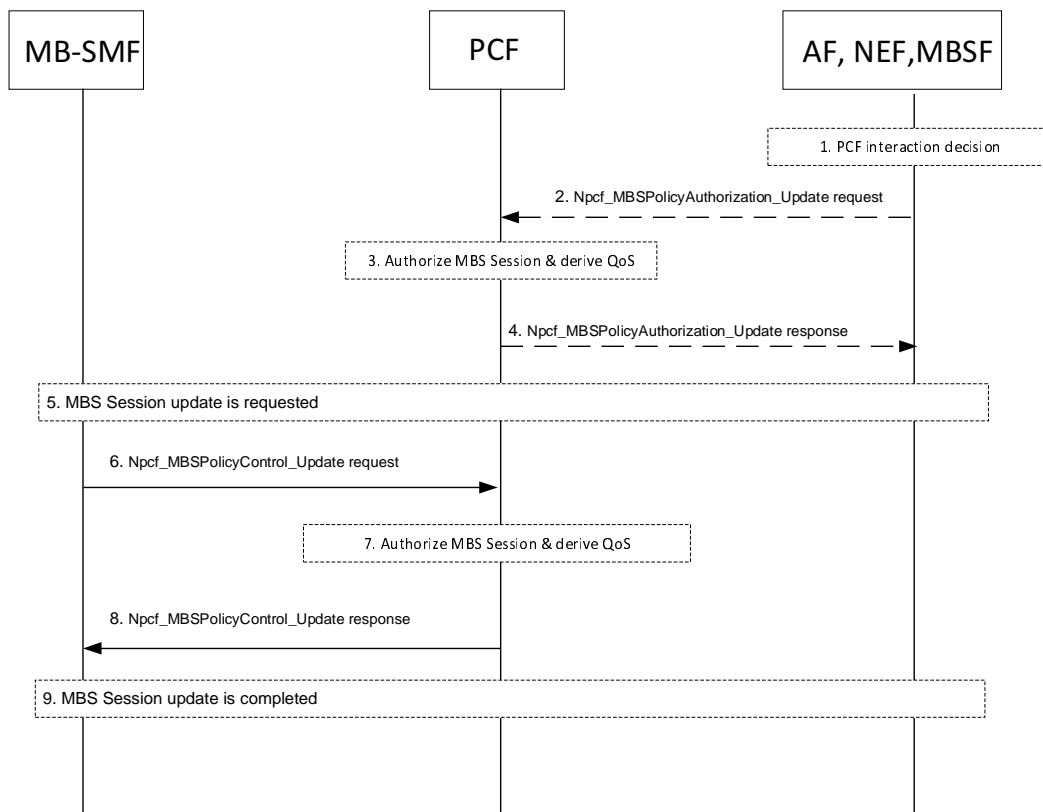 MB-SMF
PCF
AF, NEF,MBSF
1. PCF interaction decision
2. Npcf_MBSPolicyAuthorization_Update request
3. Authorize MBS Session & derive QoS
4. Npcf_MBSPolicyAuthorization_Update response
5. MBS Session update is requested
6. Npcf_MBSPolicyControl_Update request
7. Authorize MBS Session & derive QoS
8. Npcf_MBSPolicyControl_Update response
9. MBS Session update is completed